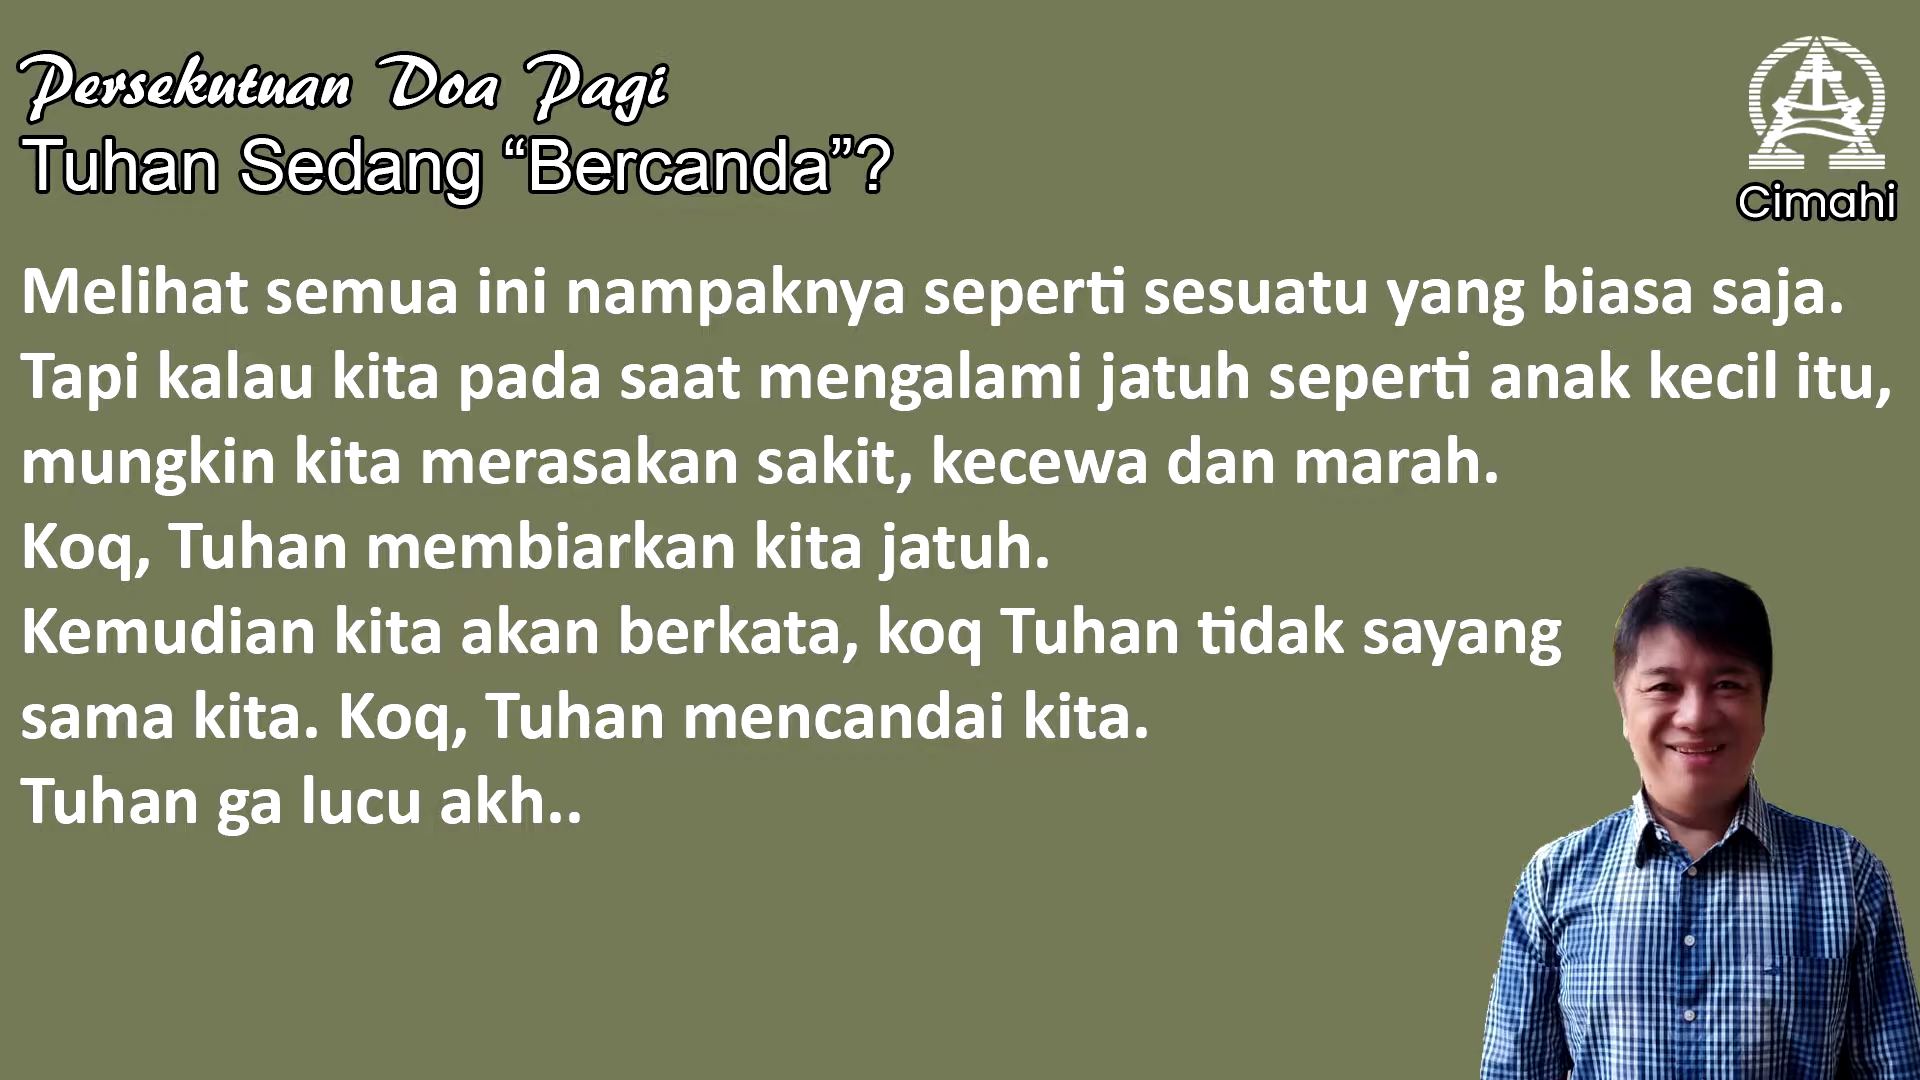 Persekutuan Doa Pagi
Tuhan Sedang “Bercanda”?
Cimahi
Melihat semua ini nampaknya seperti sesuatu yang biasa saja.
Tapi kalau kita pada saat mengalami jatuh seperti anak kecil itu,
mungkin kita merasakan sakit, kecewa dan marah.
Koq, Tuhan membiarkan kita jatuh.
Kemudian kita akan berkata, koq Tuhan tidak sayang
sama kita. Koq, Tuhan mencandai kita.
Tuhan ga lucu akh..